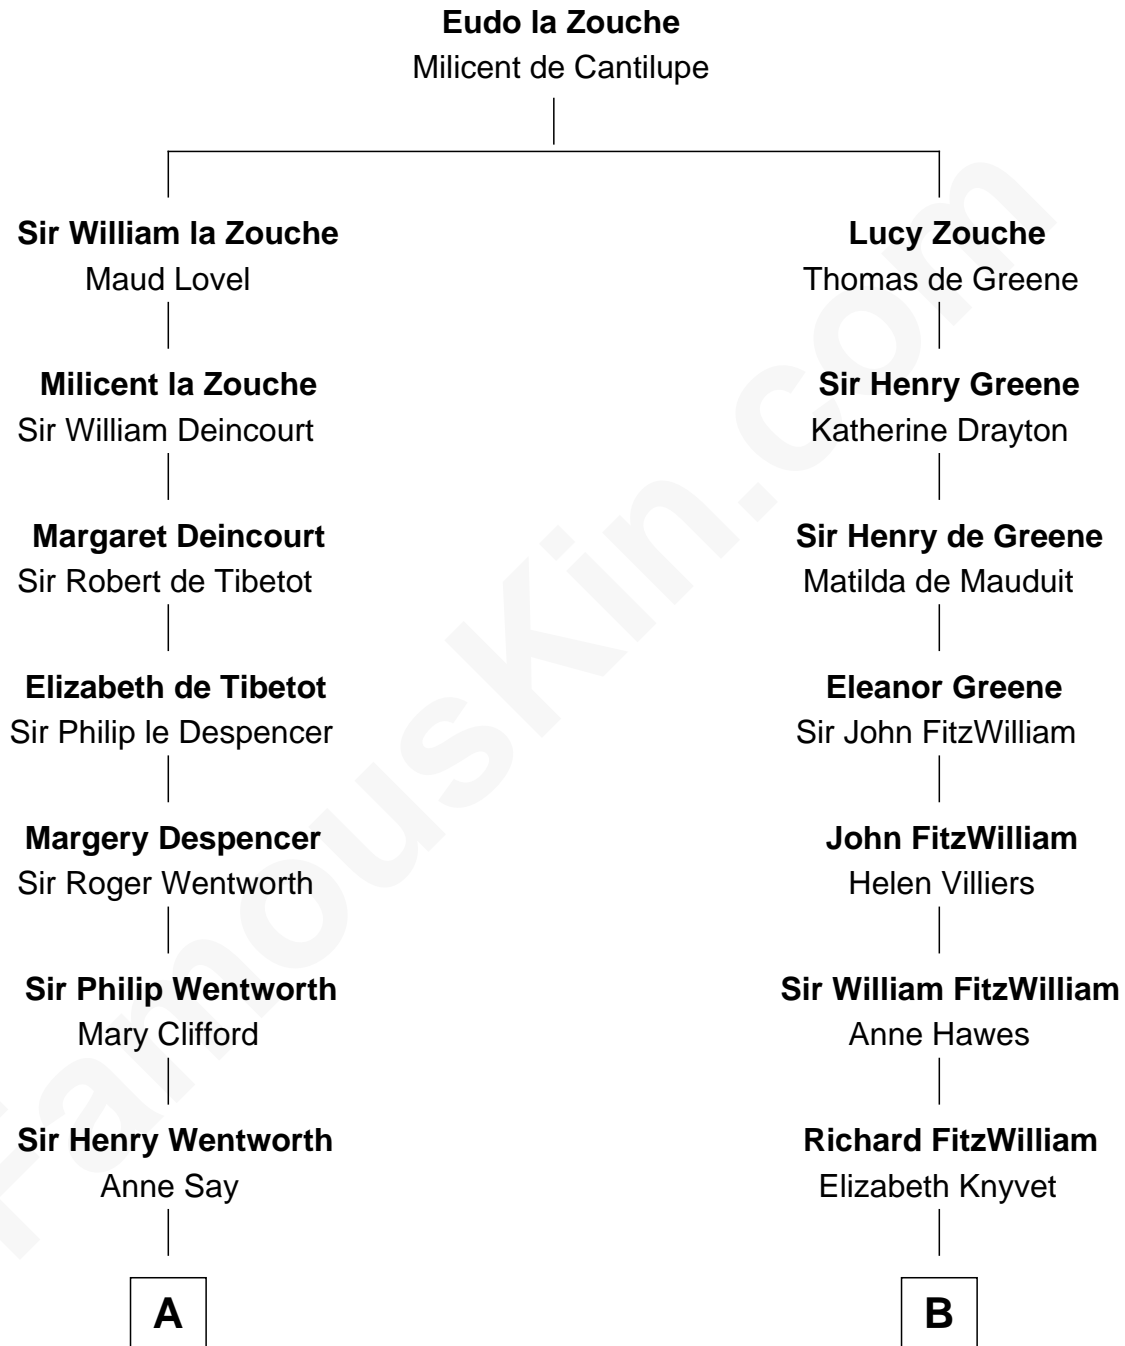 Eudo la Zouche
Milicent de Cantilupe
Sir William la Zouche
Maud Lovel
Lucy Zouche
Thomas de Greene
Milicent la Zouche
Sir William Deincourt
Sir Henry Greene
Katherine Drayton
Margaret Deincourt
Sir Robert de Tibetot
Sir Henry de Greene
Matilda de Mauduit
Elizabeth de Tibetot
Sir Philip le Despencer
Eleanor Greene
Sir John FitzWilliam
Margery Despencer
Sir Roger Wentworth
John FitzWilliam
Helen Villiers
Sir Philip Wentworth
Mary Clifford
Sir William FitzWilliam
Anne Hawes
Sir Henry Wentworth
Anne Say
Richard FitzWilliam
Elizabeth Knyvet
A
B
FamousKin.com